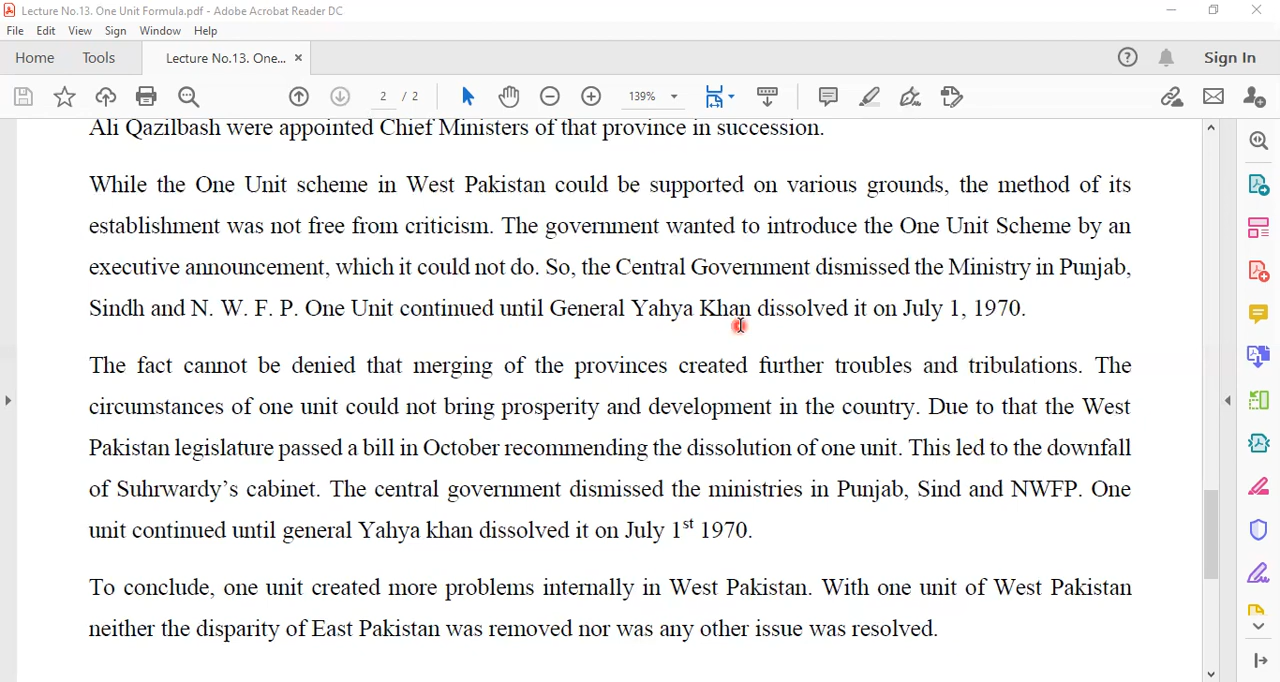 Lecture No.13. One Unit Formula.pdf - Adobe Acrobat Reader DC
File Edit View Sign Window Help
Home Tools Lecture No.13. One... × Sign In
2 / 2 139%
Ali Qazilbash were appointed Chief Ministers of that province in succession.
While the One Unit scheme in West Pakistan could be supported on various grounds, the method of its
establishment was not free from criticism. The government wanted to introduce the One Unit Scheme by an
executive announcement, which it could not do. So, the Central Government dismissed the Ministry in Punjab,
Sindh and N. W. F. P. One Unit continued until General Yahya Khan dissolved it on July 1, 1970.
The fact cannot be denied that merging of the provinces created further troubles and tribulations. The
circumstances of one unit could not bring prosperity and development in the country. Due to that the West
Pakistan legislature passed a bill in October recommending the dissolution of one unit. This led to the downfall
of Suhrwardy’s cabinet. The central government dismissed the ministries in Punjab, Sind and NWFP. One
unit continued until general Yahya khan dissolved it on July 1st 1970.
To conclude, one unit created more problems internally in West Pakistan. With one unit of West Pakistan
neither the disparity of East Pakistan was removed nor was any other issue was resolved.